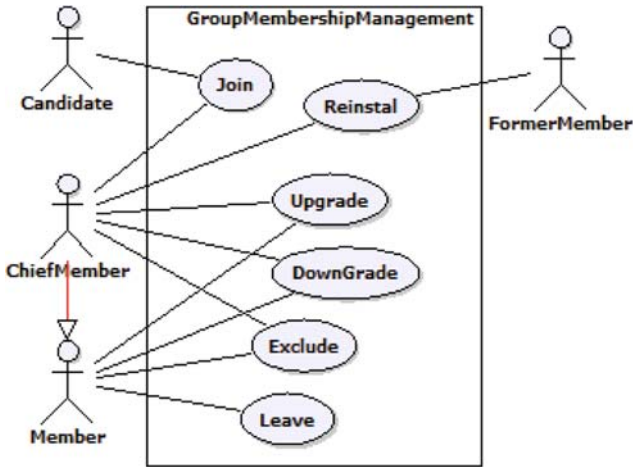 GroupMembershipManagement
Candidate
Join
Reinstal
FormerMember
ChiefMember
Upgrade
DownGrade
Exclude
Member
Leave